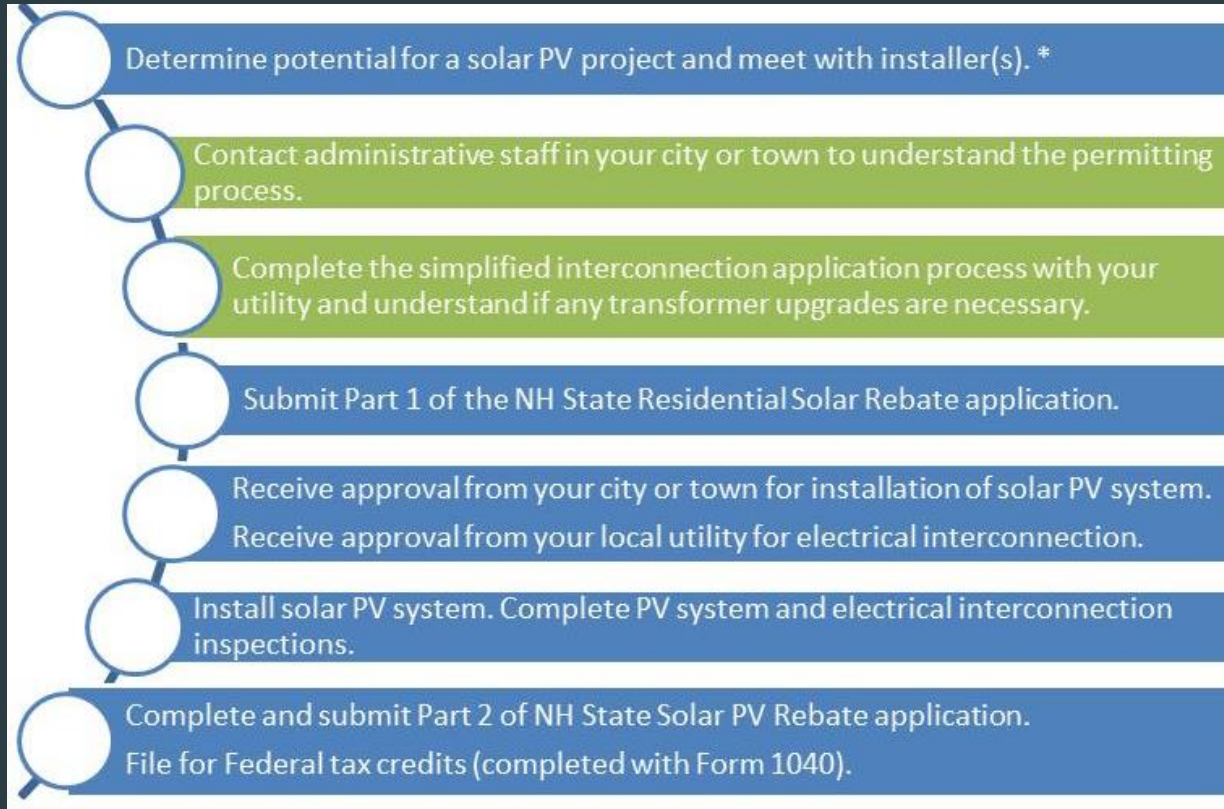 Determine potential for a solar PV project and meet with installer(s). *
Contact administrative staff in your city or town to understand the permitting
process.
Complete the simplified interconnection application process with your
utility and understand if any transformer upgrades are necessary.
Submit Part 1 of the NH State Residential Solar Rebate application.
Receive approval from your city or town for installation of solar PV system.
Receive approval from your local utility for electrical interconnection.
Install solar PV system. Complete PV system and electrical interconnection
inspections.
Complete and submit Part 2 of NH State Solar PV Rebate application.
File for Federal tax credits (completed with Form 1040).